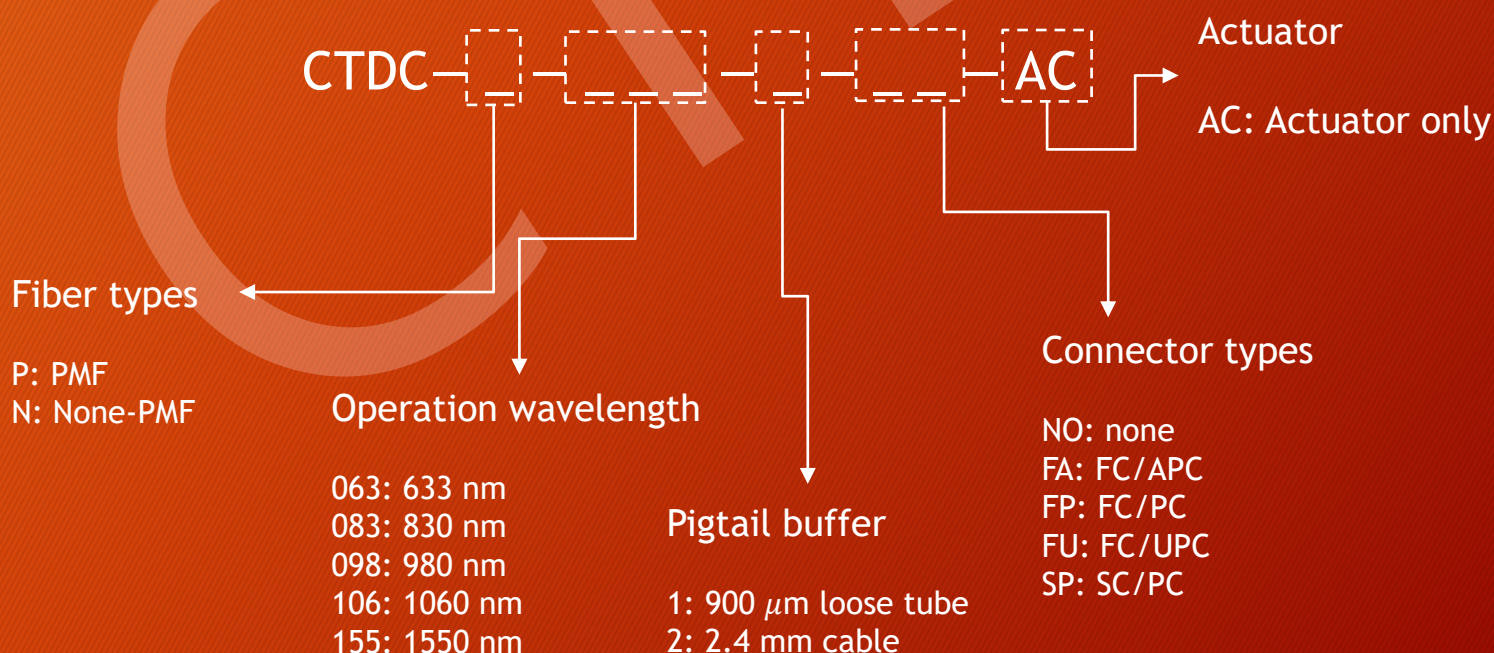 CTDC—_—_ _ _—_—_ _—AC
Actuator
AC: Actuator only
Fiber types
P: PMF
N: None-PMF
Operation wavelength
063: 633 nm
083: 830 nm
098: 980 nm
106: 1060 nm
155: 1550 nm
Pigtail buffer
1: 900 𝜇m loose tube
2: 2.4 mm cable
Connector types
NO: none
FA: FC/APC
FP: FC/PC
FU: FC/UPC
SP: SC/PC